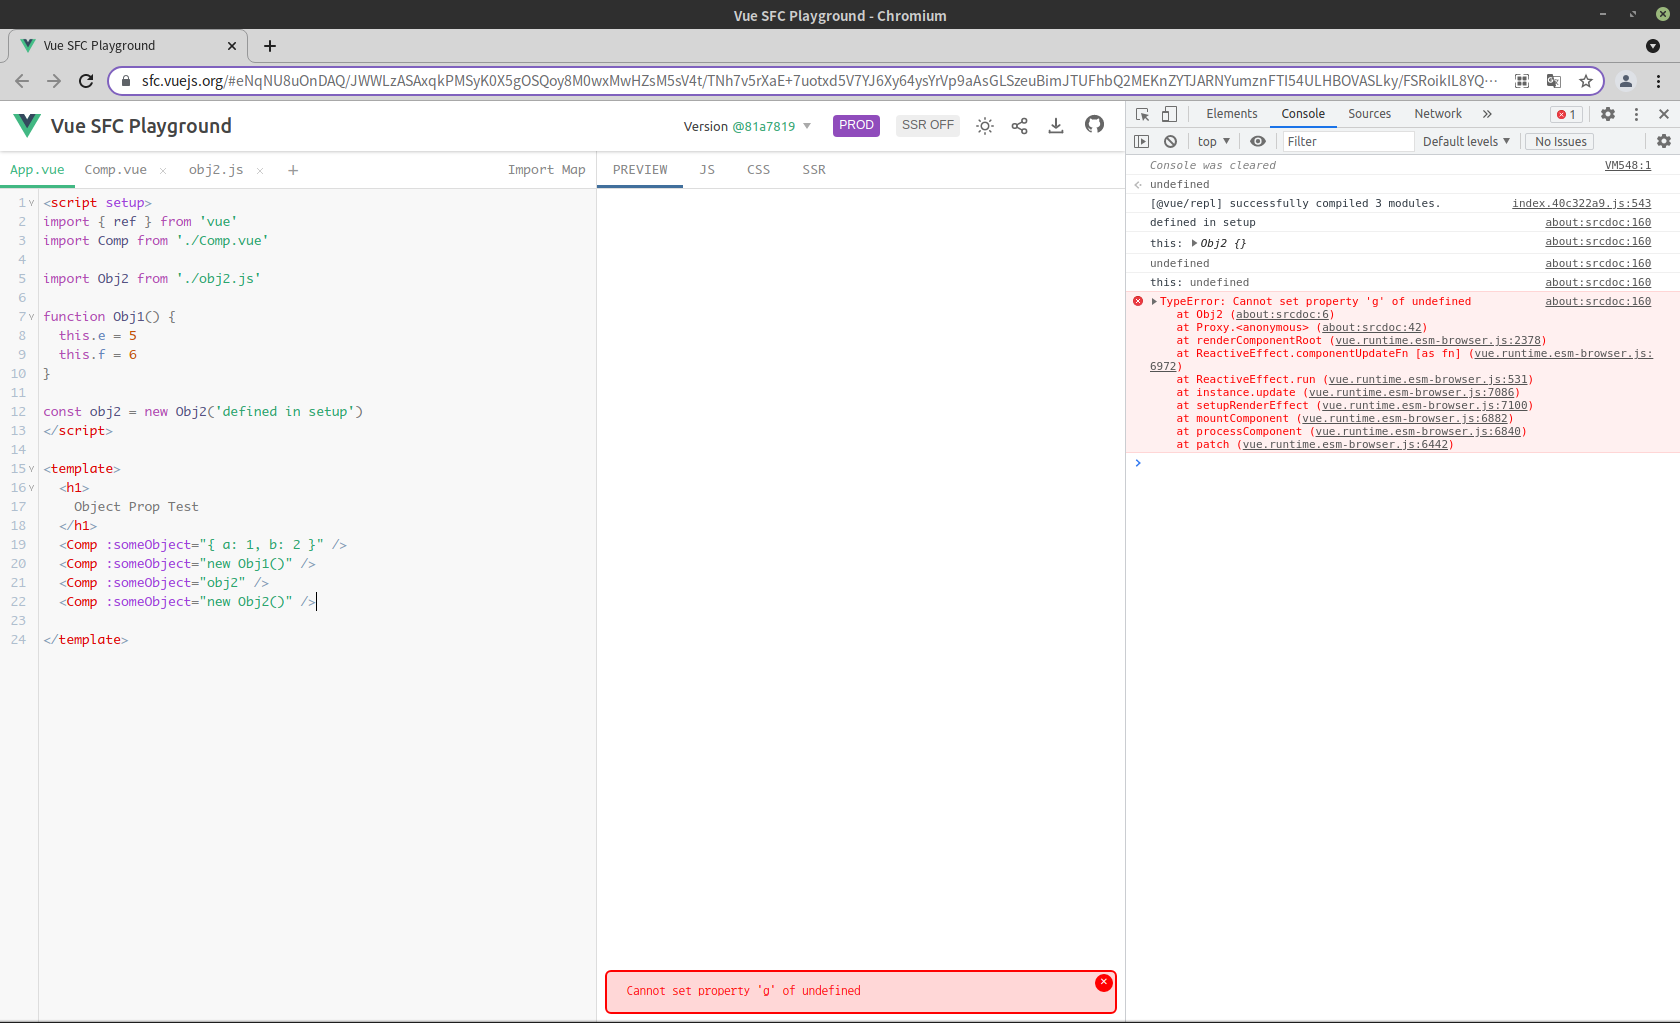 Vue SFC Playground - Chromium
Vue SFC Playground
sfc.vuejs.org/#eNqNU8uOnDAQ/JWWLzASAxqkPMSyK0X5gOSQoy8M0wxMwHZsM5sV4t/TNh7v5rXaE+7uotxd5V7YJ6Xy64ysYrVp9aAsGLSzeuBimJTUFhbQ2MEKnZYTJARNYumznFTI54ULHBOVASLky/FSRoikIL8YQ···
Vue SFC Playground
Version @81a7819
PROD
SSR OFF
App.vue
Comp.vue
obj2.js
+
Import Map
1 <script setup>
2 import { ref } from 'vue'
3 import Comp from './Comp.vue'
4
5 import Obj2 from './obj2.js'
6
7 function Obj1() {
8 this.e = 5
9 this.f = 6
10 }
11
12 const obj2 = new Obj2('defined in setup')
13 </script>
14
15 <template>
16 <h1>
17 Object Prop Test
18 </h1>
19 <Comp :someObject="{ a: 1, b: 2 }" />
20 <Comp :someObject="new Obj1()" />
21 <Comp :someObject="obj2" />
22 <Comp :someObject="new Obj2()" />
23
24 </template>
PREVIEW
JS
CSS
SSR
Cannot set property 'g' of undefined
Elements
Console
Sources
Network
»
1
top
Filter
Default levels
No Issues
Console was cleared VM548:1
undefined
[@vue/repl] successfully compiled 3 modules. index.40c322a9.js:543
defined in setup about:srcdoc:160
this: Obj2 {} about:srcdoc:160
undefined about:srcdoc:160
this: undefined about:srcdoc:160
TypeError: Cannot set property 'g' of undefined about:srcdoc:160
at Obj2 (about:srcdoc:6)
at Proxy.<anonymous> (about:srcdoc:42)
at renderComponentRoot (vue.runtime.esm-browser.js:2378)
at ReactiveEffect.componentUpdateFn [as fn] (vue.runtime.esm-browser.js:
6972)
at ReactiveEffect.run (vue.runtime.esm-browser.js:531)
at instance.update (vue.runtime.esm-browser.js:7086)
at setupRenderEffect (vue.runtime.esm-browser.js:7100)
at mountComponent (vue.runtime.esm-browser.js:6882)
at processComponent (vue.runtime.esm-browser.js:6840)
at patch (vue.runtime.esm-browser.js:6442)